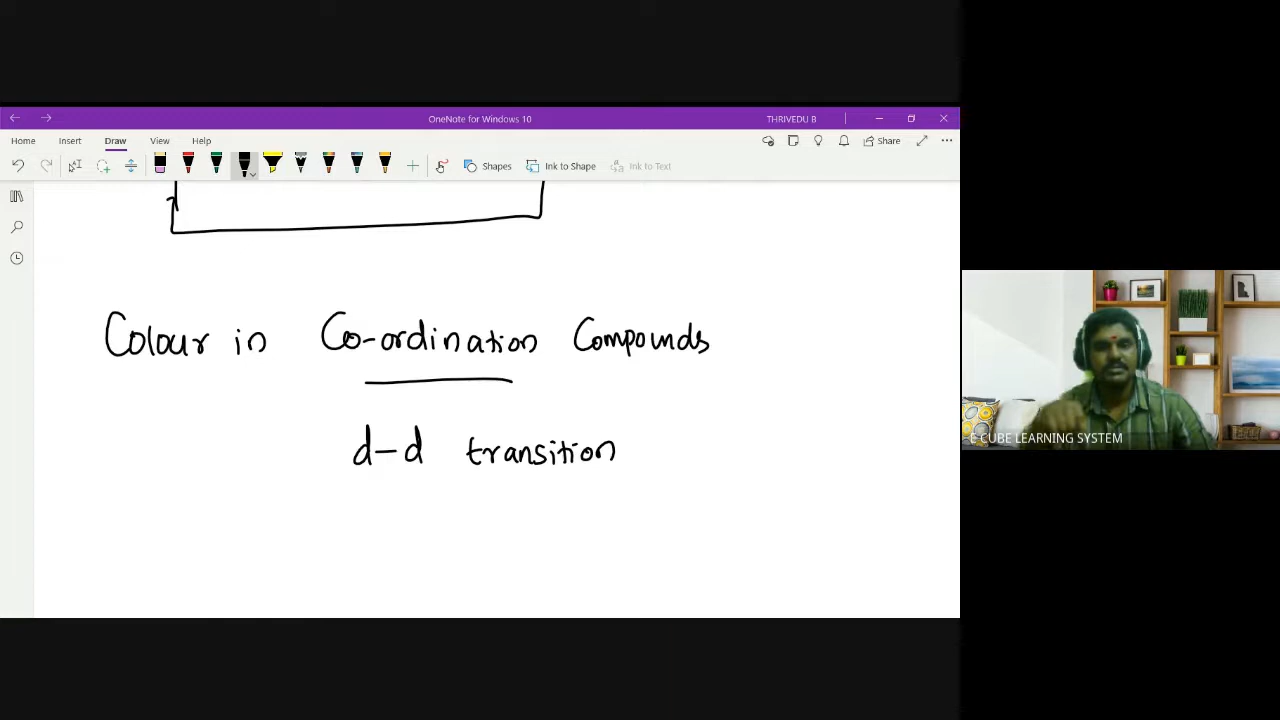 OneNote for Windows 10
THRIVEDU B
Home Insert Draw View Help
Share
Shapes Ink to Shape Ink to Text
Colour in Co-ordination Compounds
d-d transition
E CUBE LEARNING SYSTEM